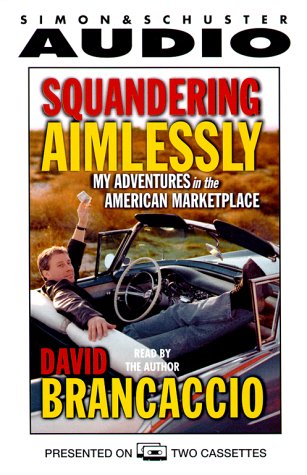 SIMON & SCHUSTER
AUDIO
SQUANDERING
AIMLESSLY
MY ADVENTURES in the
AMERICAN MARKETPLACE
DAVID
READ BY
THE AUTHOR
BRANCACCIO
PRESENTED ON TWO CASSETTES